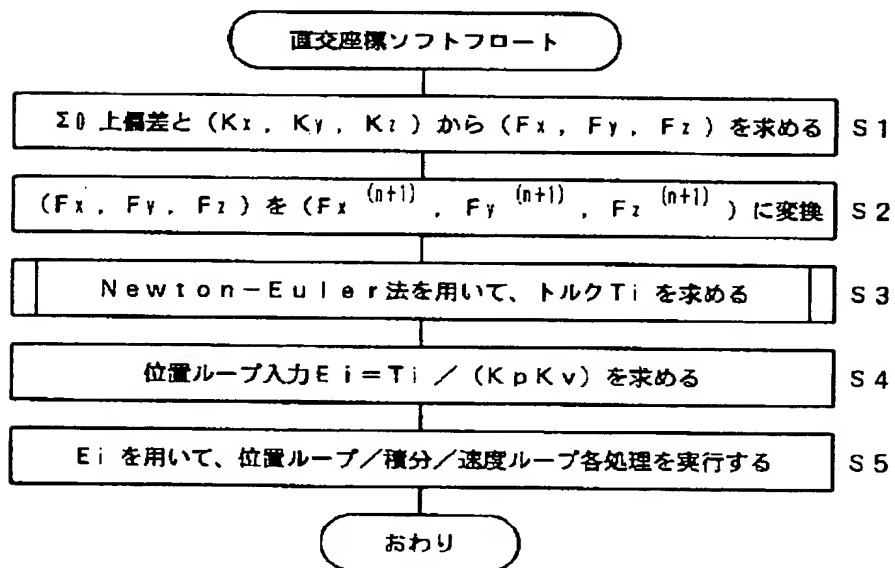 直交座標ソフトフロート
Σ0 上偏差と（Kx，Ky，Kz）から（Fx，Fy，Fz）を求める S1
（Fx，Fy，Fz）を（Fx (n+1)，Fy (n+1)，Fz (n+1)）に変換 S2
Newton－Euler法を用いて、トルクTiを求める S3
位置ループ入力Ei＝Ti／（KpKv）を求める S4
Eiを用いて、位置ループ／積分／速度ループ各処理を実行する S5
おわり